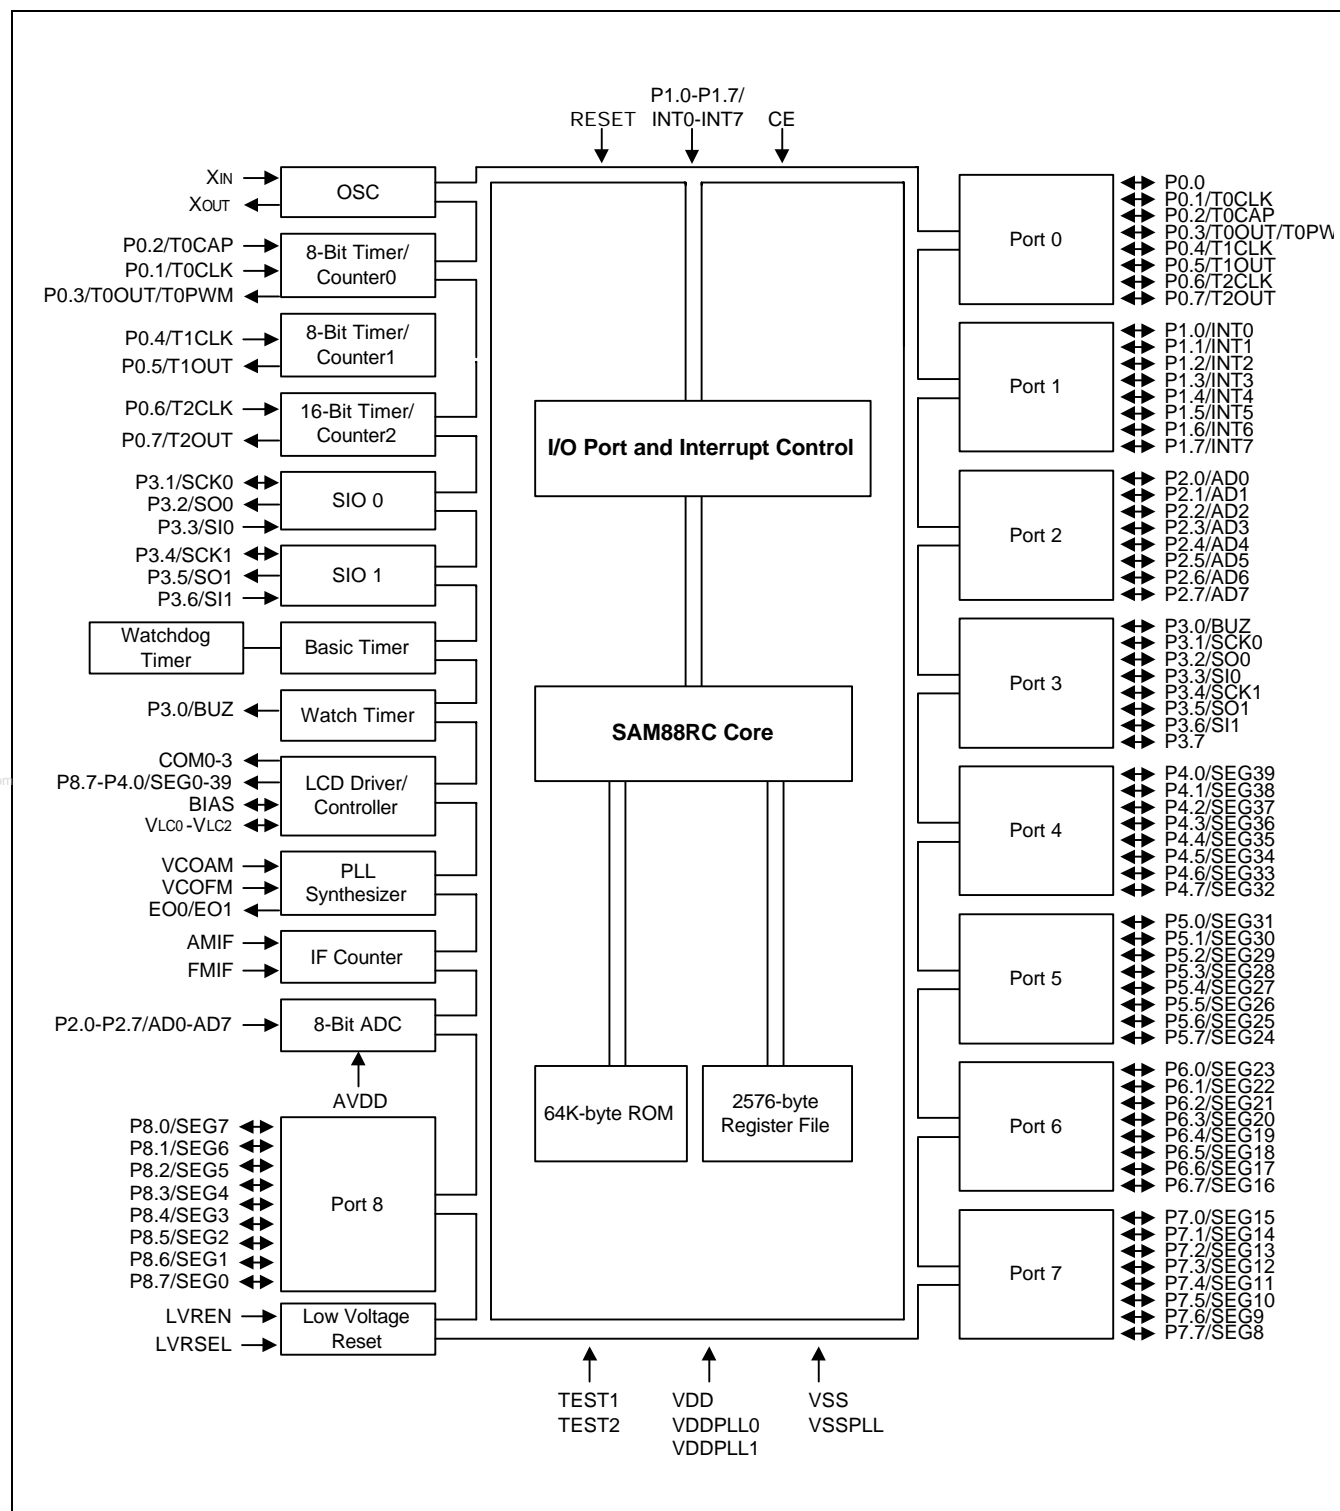 P1.0-P1.7/
RESET INT0-INT7 CE
XIN
XOUT
OSC
P0.2/T0CAP
P0.1/T0CLK
P0.3/T0OUT/T0PWM
8-Bit Timer/
Counter0
P0.4/T1CLK
P0.5/T1OUT
8-Bit Timer/
Counter1
P0.6/T2CLK
P0.7/T2OUT
16-Bit Timer/
Counter2
P3.1/SCK0
P3.2/SO0
P3.3/SI0
SIO 0
P3.4/SCK1
P3.5/SO1
P3.6/SI1
SIO 1
Watchdog
Timer
Basic Timer
P3.0/BUZ
Watch Timer
COM0-3
P8.7-P4.0/SEG0-39
BIAS
VLC0-VLC2
LCD Driver/
Controller
VCOAM
VCOFM
EO0/EO1
PLL
Synthesizer
AMIF
FMIF
IF Counter
P2.0-P2.7/AD0-AD7
8-Bit ADC
AVDD
P8.0/SEG7
P8.1/SEG6
P8.2/SEG5
P8.3/SEG4
P8.4/SEG3
P8.5/SEG2
P8.6/SEG1
P8.7/SEG0
Port 8
LVREN
LVRSEL
Low Voltage
Reset
I/O Port and Interrupt Control
SAM88RC Core
64K-byte ROM
2576-byte
Register File
TEST1
TEST2
VDD
VDDPLL0
VDDPLL1
VSS
VSSPLL
Port 0
P0.0
P0.1/T0CLK
P0.2/T0CAP
P0.3/T0OUT/T0PW
P0.4/T1CLK
P0.5/T1OUT
P0.6/T2CLK
P0.7/T2OUT
Port 1
P1.0/INT0
P1.1/INT1
P1.2/INT2
P1.3/INT3
P1.4/INT4
P1.5/INT5
P1.6/INT6
P1.7/INT7
Port 2
P2.0/AD0
P2.1/AD1
P2.2/AD2
P2.3/AD3
P2.4/AD4
P2.5/AD5
P2.6/AD6
P2.7/AD7
Port 3
P3.0/BUZ
P3.1/SCK0
P3.2/SO0
P3.3/SI0
P3.4/SCK1
P3.5/SO1
P3.6/SI1
P3.7
Port 4
P4.0/SEG39
P4.1/SEG38
P4.2/SEG37
P4.3/SEG36
P4.4/SEG35
P4.5/SEG34
P4.6/SEG33
P4.7/SEG32
Port 5
P5.0/SEG31
P5.1/SEG30
P5.2/SEG29
P5.3/SEG28
P5.4/SEG27
P5.5/SEG26
P5.6/SEG25
P5.7/SEG24
Port 6
P6.0/SEG23
P6.1/SEG22
P6.2/SEG21
P6.3/SEG20
P6.4/SEG19
P6.5/SEG18
P6.6/SEG17
P6.7/SEG16
Port 7
P7.0/SEG15
P7.1/SEG14
P7.2/SEG13
P7.3/SEG12
P7.4/SEG11
P7.5/SEG10
P7.6/SEG9
P7.7/SEG8